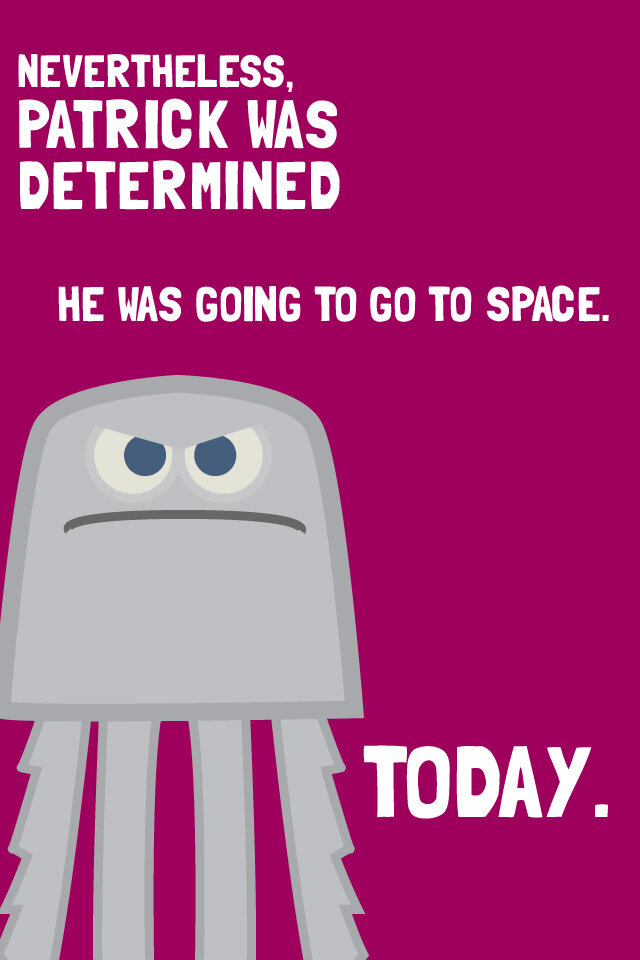 NEVERTHELESS,
PATRICK WAS
DETERMINED
HE WAS GOING TO GO TO SPACE.
TODAY.